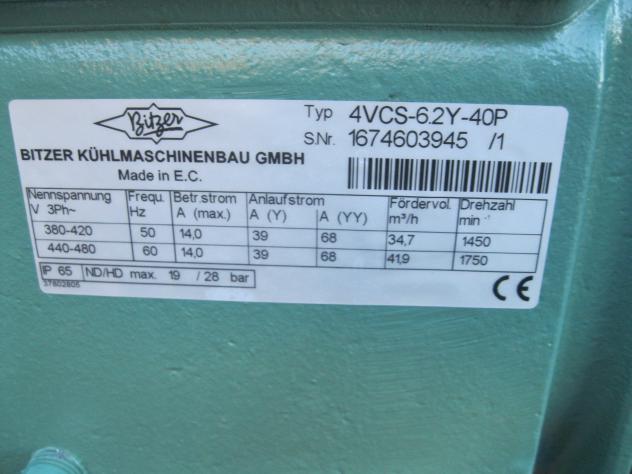 Bitzer
Typ 4VCS-6.2Y-40P
S.Nr. 1674603945 /1
BITZER KÜHLMASCHINENBAU GMBH
Made in E.C.
Nennspannung Frequ. Betr.strom Anlaufstrom Fördervol. Drehzahl
V 3Ph~ Hz A (max.) A (Y) A (YY) m³/h min
380-420 50 14,0 39 68 34,7 1450
440-480 60 14,0 39 68 41,9 1750
IP 65 ND/HD max. 19 / 28 bar
37802805
CE